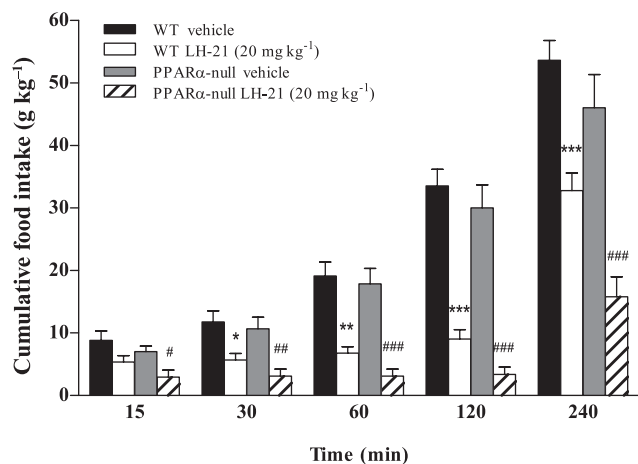 WT vehicle
WT LH-21 (20 mg kg⁻¹)
PPARα-null vehicle
PPARα-null LH-21 (20 mg kg⁻¹)
Cumulative food intake (g kg⁻¹)
60
50
40
30
20
10
0
#
*
##
**
###
***
###
***
###
15 30 60 120 240
Time (min)